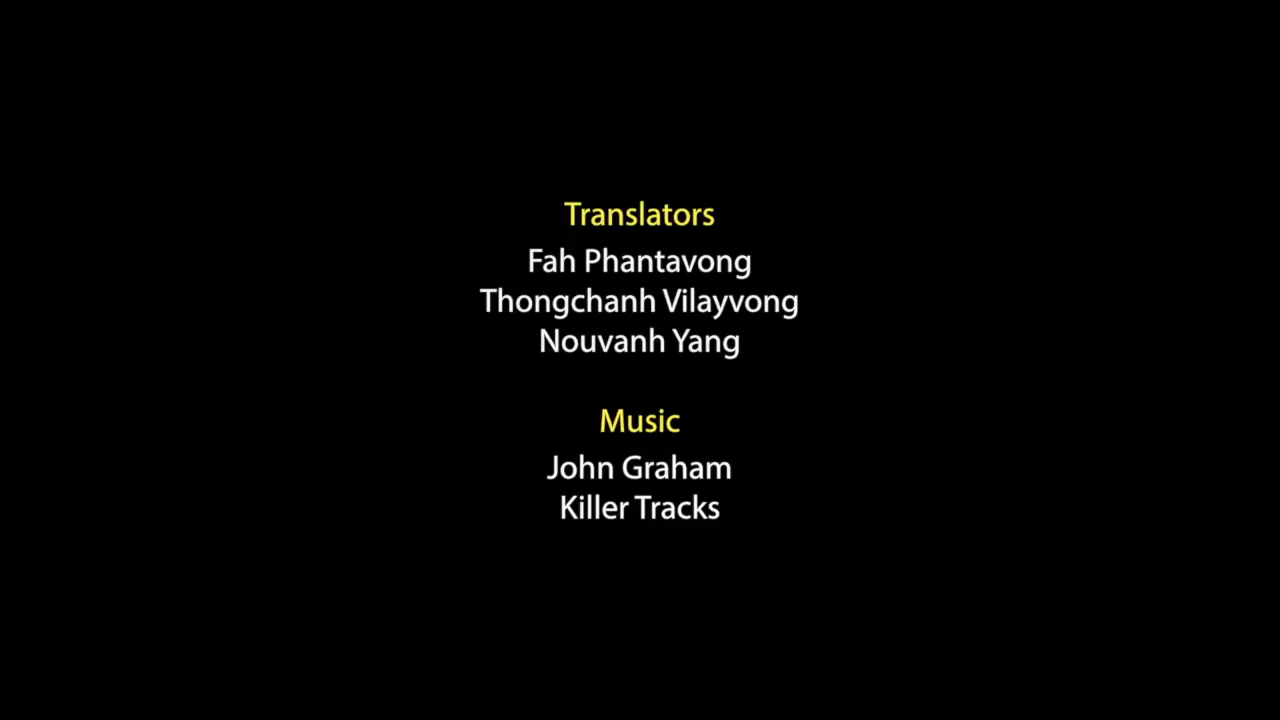 Translators
Fah Phantavong
Thongchanh Vilayvong
Nouvanh Yang
Music
John Graham
Killer Tracks